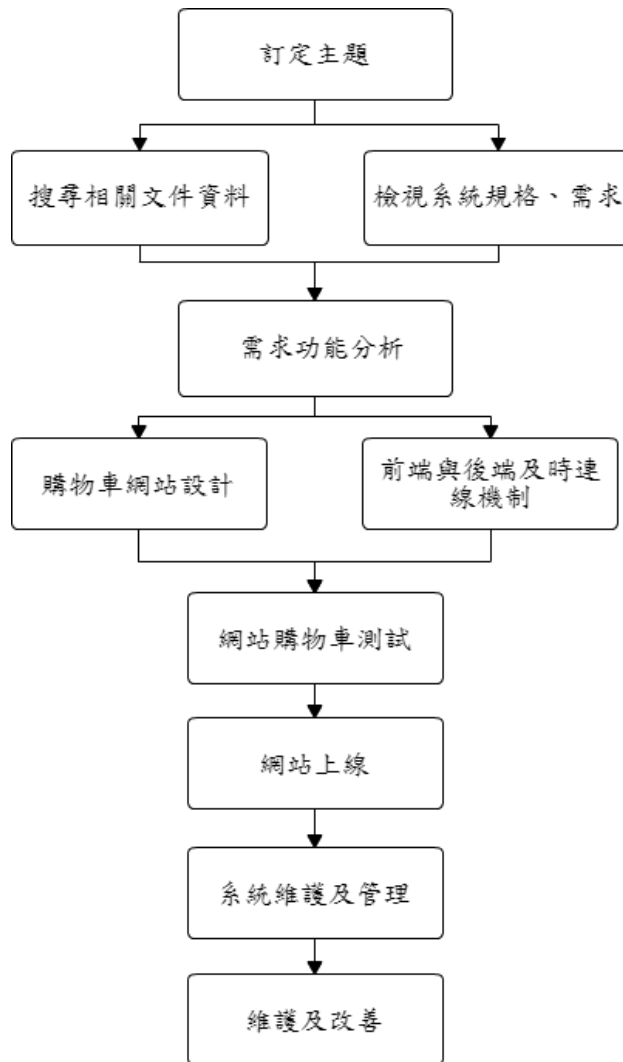 訂定主題
搜尋相關文件資料
檢視系統規格、需求
需求功能分析
購物車網站設計
前端與後端及時連
線機制
網站購物車測試
網站上線
系統維護及管理
維護及改善